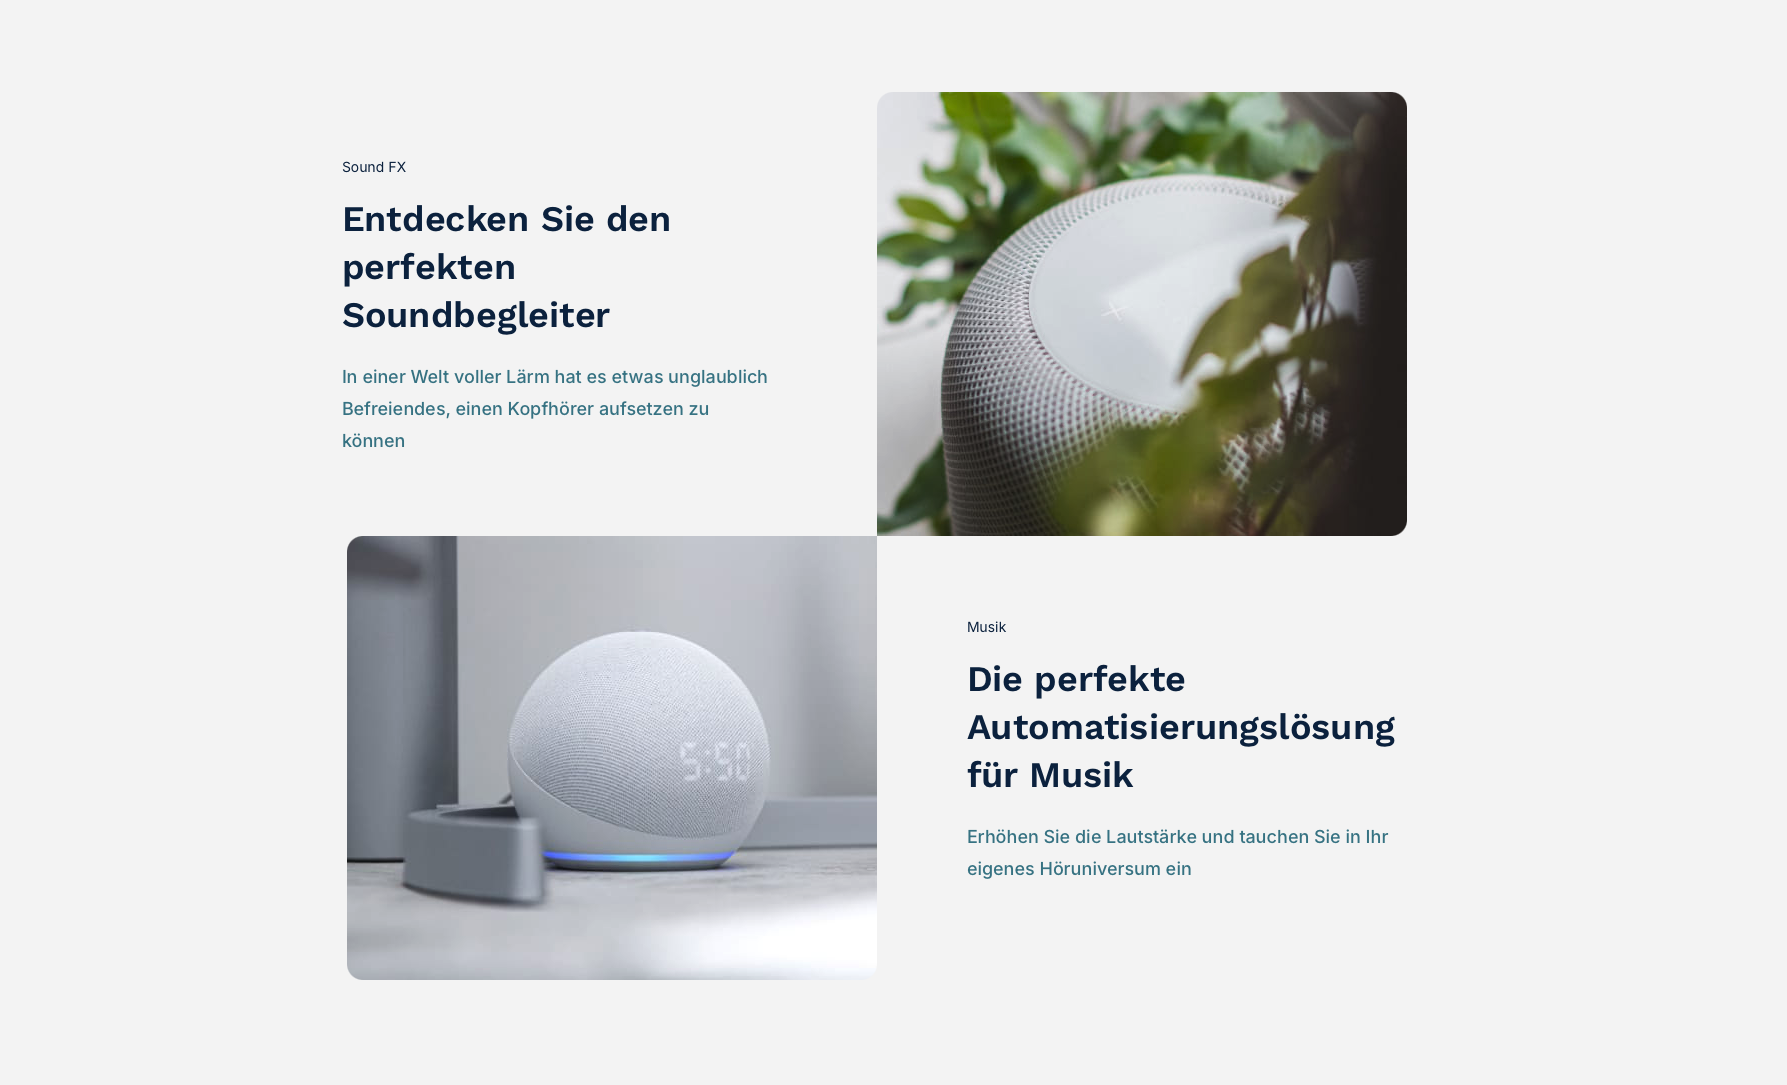 Sound FX
Entdecken Sie den
perfekten
Soundbegleiter
In einer Welt voller Lärm hat es etwas unglaublich
Befreiendes, einen Kopfhörer aufsetzen zu
können
5:50
Musik
Die perfekte
Automatisierungslösung
für Musik
Erhöhen Sie die Lautstärke und tauchen Sie in Ihr
eigenes Höruniversum ein